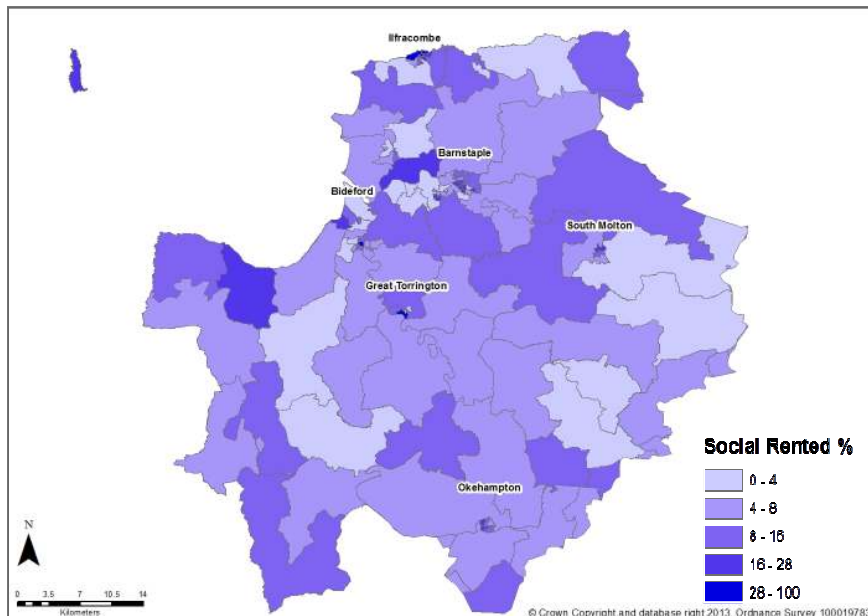 Ilfracombe
Barnstaple
Bideford
South Molton
Great Torrington
Okehampton
Social Rented %
0 - 4
4 - 8
8 - 16
16 - 28
28 - 100
N
0 3.5 7 10.5 14
Kilometers
© Crown Copyright and database right 2013. Ordnance Survey 100019783